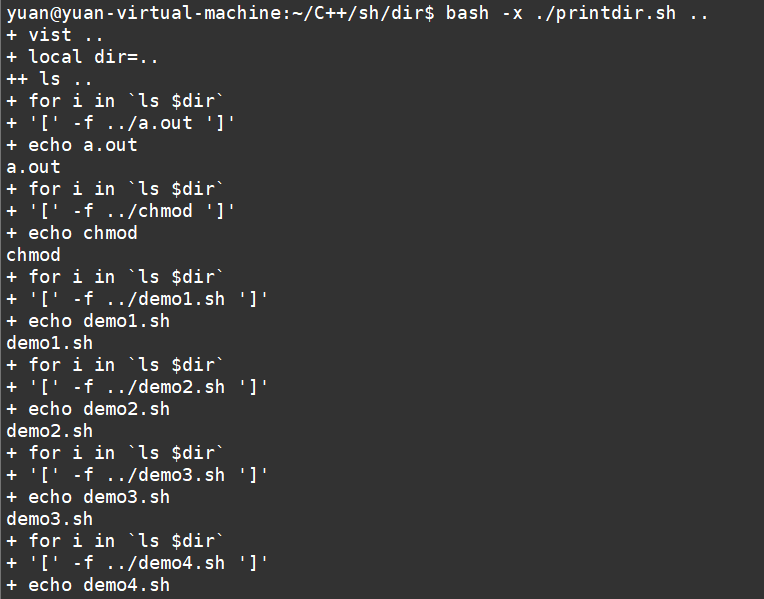 yuan@yuan-virtual-machine:~/C++/sh/dir$ bash -x ./printdir.sh ..
+ vist ..
+ local dir=..
++ ls ..
+ for i in `ls $dir`
+ '[' -f ../a.out ']'
+ echo a.out
a.out
+ for i in `ls $dir`
+ '[' -f ../chmod ']'
+ echo chmod
chmod
+ for i in `ls $dir`
+ '[' -f ../demo1.sh ']'
+ echo demo1.sh
demo1.sh
+ for i in `ls $dir`
+ '[' -f ../demo2.sh ']'
+ echo demo2.sh
demo2.sh
+ for i in `ls $dir`
+ '[' -f ../demo3.sh ']'
+ echo demo3.sh
demo3.sh
+ for i in `ls $dir`
+ '[' -f ../demo4.sh ']'
+ echo demo4.sh